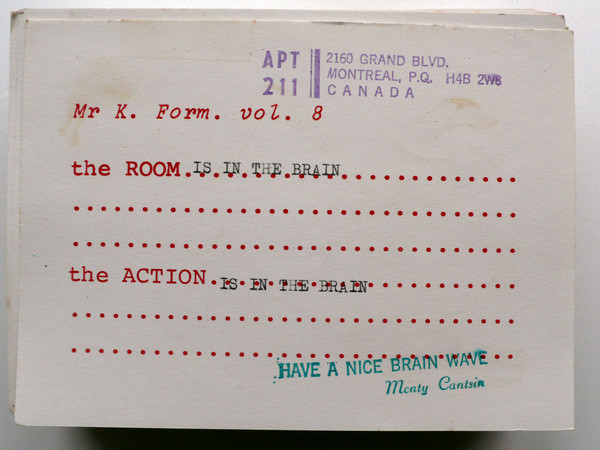 APT 211
2160 GRAND BLVD.
MONTREAL, P.Q. H4B 2W8
CANADA
Mr K. Form. vol. 8
the ROOM IS IN THE BRAIN
the ACTION IS IN THE BRAIN
HAVE A NICE BRAIN WAVE
Monty Cantsin